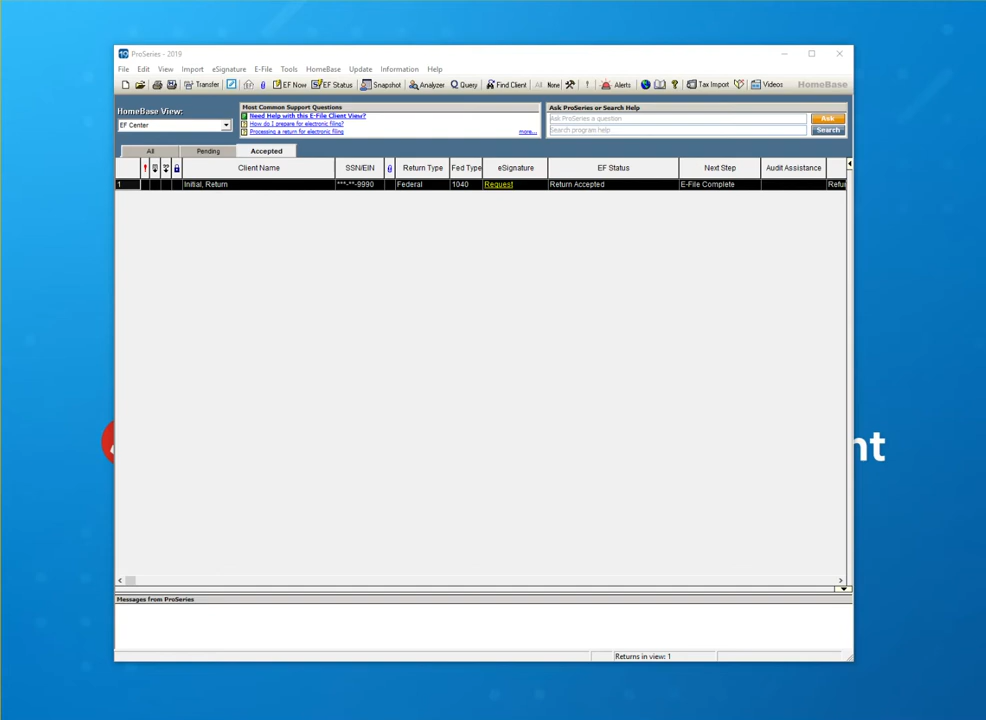 ProSeries - 2019
File Edit View Import eSignature E-File Tools HomeBase Update Information Help
Transfer EF Now EF Status Snapshot Analyzer Query Find Client All None Alerts Tax Import Videos HomeBase
HomeBase View:
EF Center
Most Common Support Questions
Need Help with this E-File Client View?
How do I prepare for electronic filing?
Processing a return for electronic filing
more...
Ask ProSeries or Search Help
Ask ProSeries a question
Ask
Search program help
Search
All Pending Accepted
Client Name SSN/EIN Return Type Fed Type eSignature EF Status Next Step Audit Assistance
1 Initial, Return ***-**-9990 Federal 1040 Request Return Accepted E-File Complete Refu
nt
Messages from ProSeries
Returns in view: 1